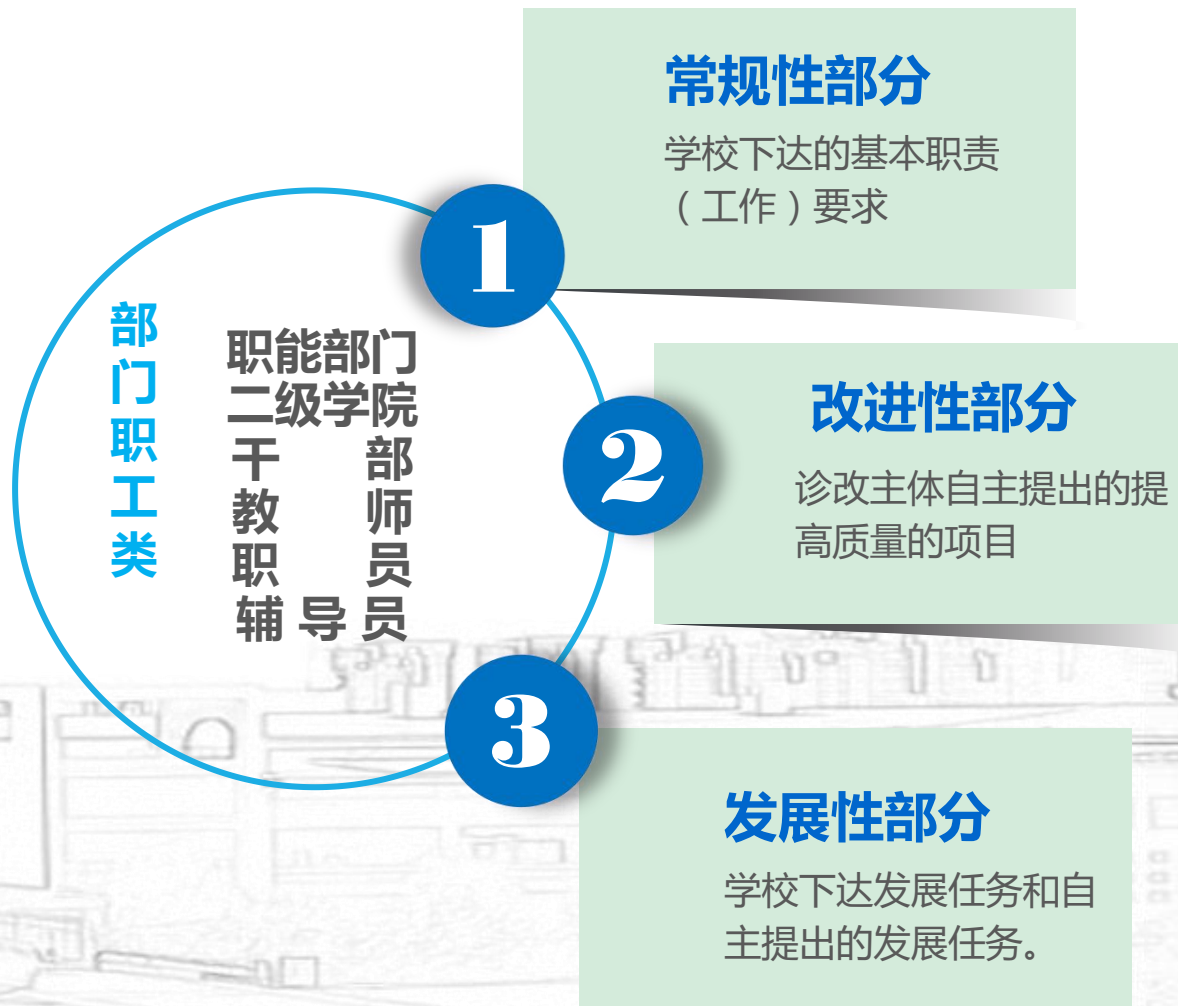 部门职工类
职能部门
二级学院
干 部
教 师
职 员
辅 导 员
1
常规性部分
学校下达的基本职责
（工作）要求
2
改进性部分
诊改主体自主提出的提
高质量的项目
3
发展性部分
学校下达发展任务和自
主提出的发展任务。